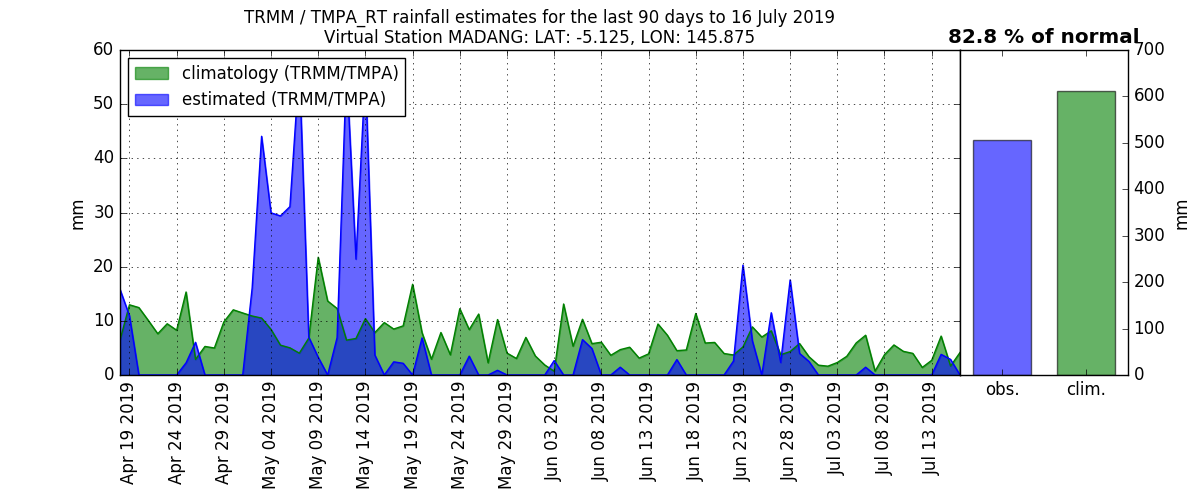 TRMM / TMPA_RT rainfall estimates for the last 90 days to 16 July 2019
Virtual Station MADANG: LAT: -5.125, LON: 145.875
82.8 % of normal
climatology (TRMM/TMPA)
estimated (TRMM/TMPA)
60
50
40
30
20
10
0
mm
Apr 19 2019
Apr 24 2019
Apr 29 2019
May 04 2019
May 09 2019
May 14 2019
May 19 2019
May 24 2019
May 29 2019
Jun 03 2019
Jun 08 2019
Jun 13 2019
Jun 18 2019
Jun 23 2019
Jun 28 2019
Jul 03 2019
Jul 08 2019
Jul 13 2019
obs.
clim.
700
600
500
400
300
200
100
0
mm